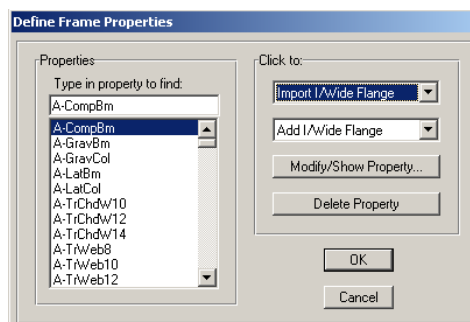 Define Frame Properties
Properties
Type in property to find:
A-CompBm
A-CompBm
A-GravBm
A-GravCol
A-LatBm
A-LatCol
A-TrChdW10
A-TrChdW12
A-TrChdW14
A-TrWeb8
A-TrWeb10
A-TrWeb12
Click to:
Import I/Wide Flange
Add I/Wide Flange
Modify/Show Property...
Delete Property
OK
Cancel